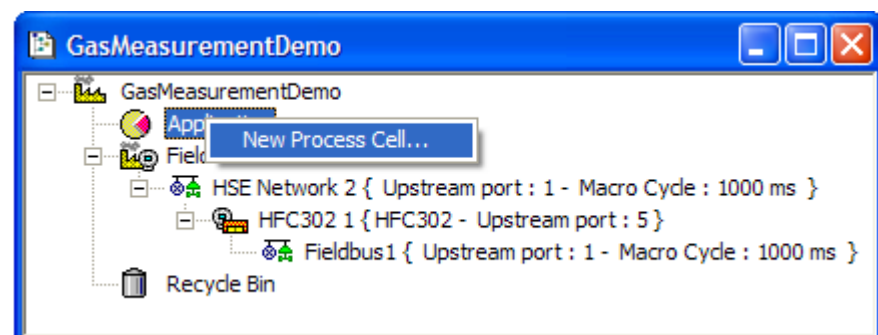 GasMeasurementDemo
GasMeasurementDemo
New Process Cell...
HSE Network 2 { Upstream port : 1 - Macro Cycle : 1000 ms }
HFC302 1 { HFC302 - Upstream port : 5 }
Fieldbus1 { Upstream port : 1 - Macro Cycle : 1000 ms }
Recycle Bin